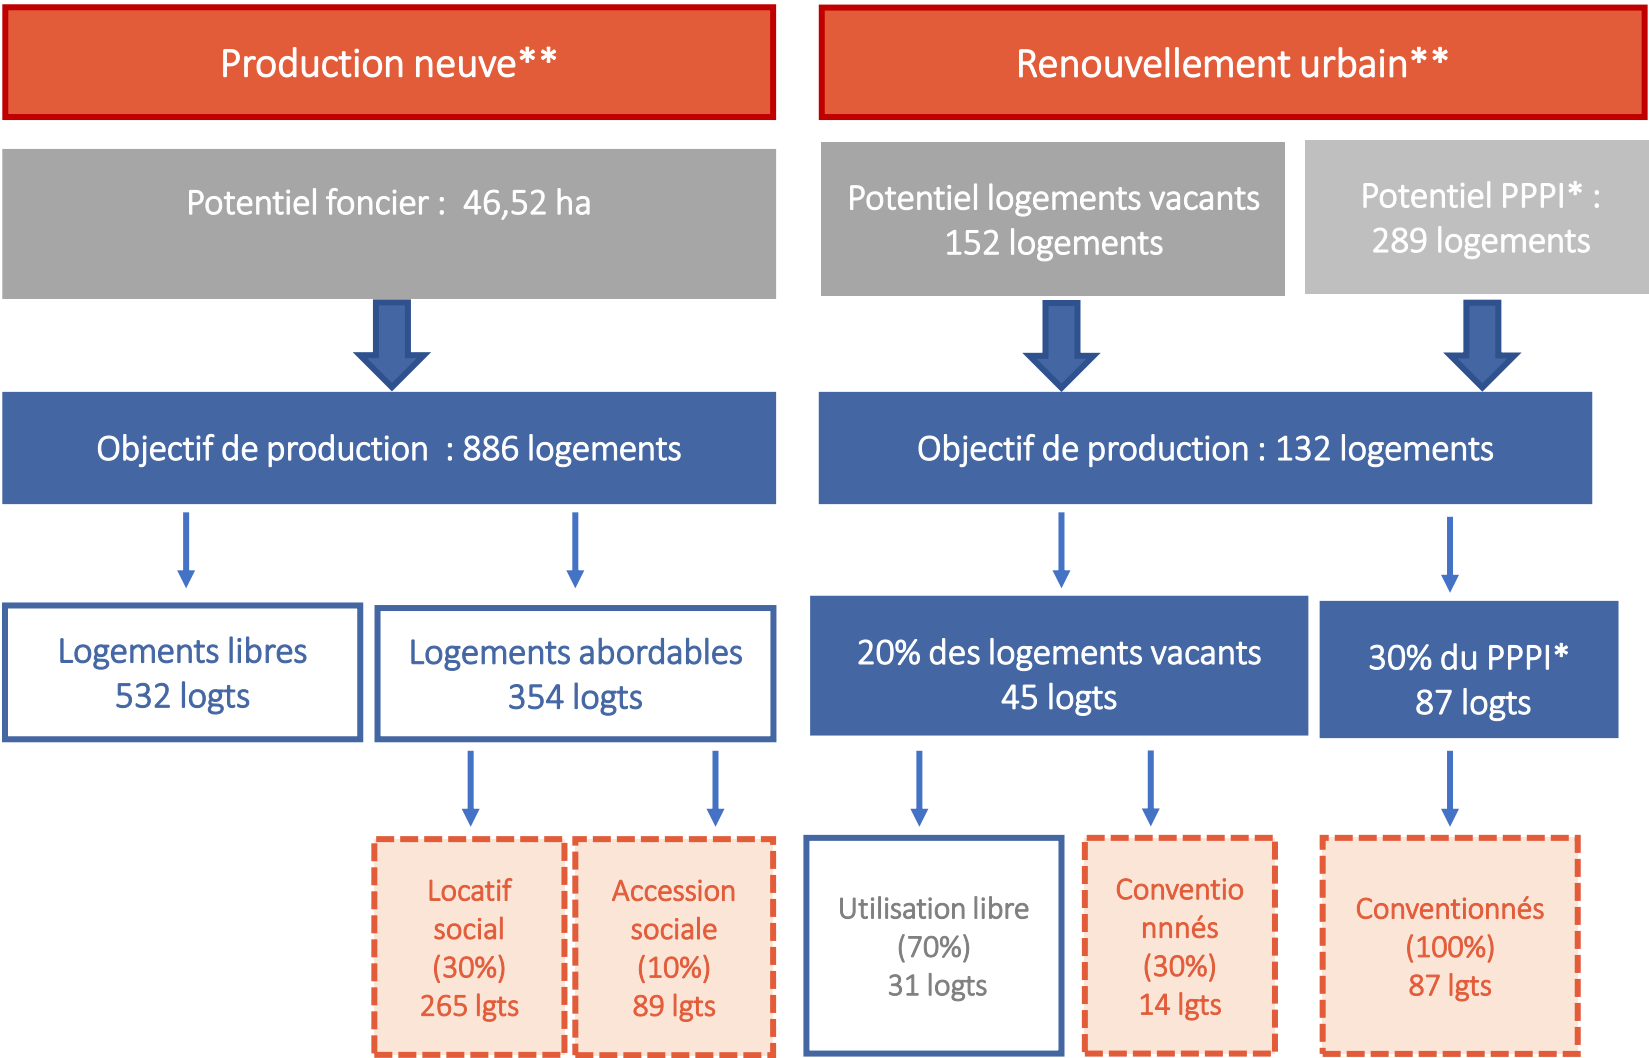 Production neuve**
Renouvellement urbain**
Potentiel foncier :  46,52 ha
Potentiel logements vacants
152 logements
Potentiel PPPI* :
289 logements
Objectif de production  : 886 logements
Objectif de production : 132 logements
Logements libres
532 logts
Logements abordables
354 logts
20% des logements vacants
45 logts
30% du PPPI*
87 logts
Locatif
social
(30%)
265 lgts
Accession
sociale
(10%)
89 lgts
Utilisation libre
(70%)
31 logts
Conventio
nnnés
(30%)
14 lgts
Conventionnés
(100%)
87 lgts